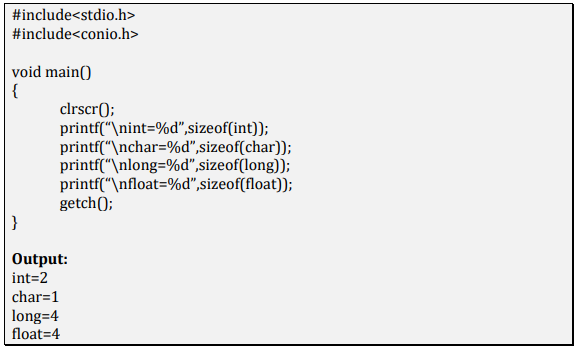 #include<stdio.h>
#include<conio.h>
void main()
{
clrscr();
printf(“\nint=%d”,sizeof(int));
printf(“\nchar=%d”,sizeof(char));
printf(“\nlong=%d”,sizeof(long));
printf(“\nfloat=%d”,sizeof(float));
getch();
}
Output:
int=2
char=1
long=4
float=4